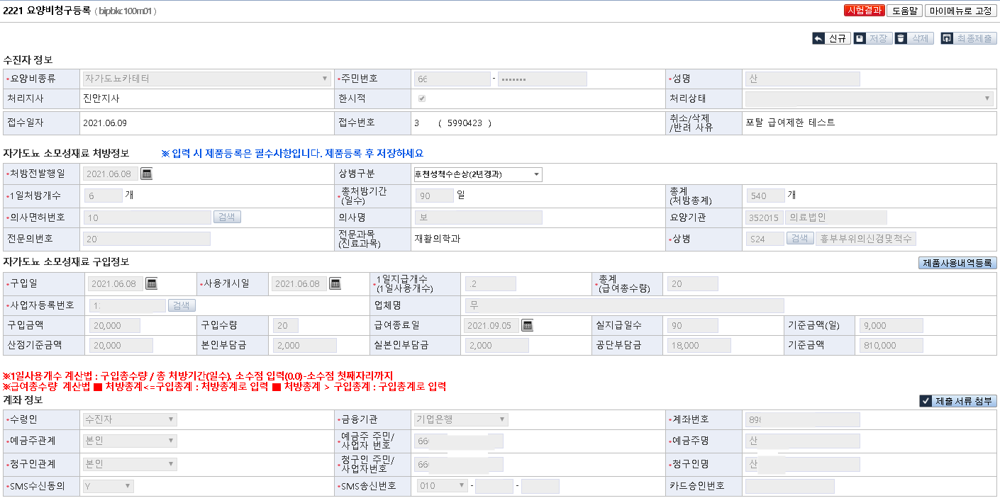 2221 요양비청구등록 ( bipbkc100m01 ) 시험결과 도움말 마이메뉴로 고정
신규 저장 삭제 최종제출
수진자 정보
*요양비종류 자가도뇨카테터 *주민번호 66 - ••••••• *성명 산
처리지사 진안지사 한시적 처리상태
접수일자 2021.06.09 접수번호 3 ( 5990423 ) 취소/삭제
/반려 사유 포탈 급여제한 테스트
자가도뇨 소모성재료 처방정보 ※ 입력 시 제품등록은 필수사항입니다. 제품등록 후 저장하세요
*처방전발행일 2021.06.08 상병구분 후천성척수손상(2년경과)
*1일처방개수 6 개 *총처방기간
(일수) 90 일 총계
(처방총계) 540 개
*의사면허번호 10 검색 의사명 보 요양기관 352015 의료법인
전문의번호 20 전문과목
(진료과목) 재활의학과 *상병 S24 검색 흉부부위의신경및척수
자가도뇨 소모성재료 구입정보 제품사용내역등록
*구입일 2021.06.08 *사용개시일 2021.06.08 *1일지급개수
(1일사용개수) .2 *총계
(급여총수량) 20
*사업자등록번호 1. 검색 업체명 무
구입금액 20,000 구입수량 20 급여종료일 2021.09.05 실지급일수 90 기준금액(일) 9,000
산정기준금액 20,000 본인부담금 2,000 실본인부담금 2,000 공단부담금 18,000 기준금액 810,000
※1일사용개수 계산법 : 구입총수량 / 총 처방기간(일수), 소수점 입력(0.0)-소수점 첫째자리까지
※급여총수량 계산법 ■ 처방총계<=구입총계 : 처방총계로 입력 ■ 처방총계 > 구입총계 : 구입총계로 입력
계좌 정보 제출 서류 첨부
*수령인 수진자 *금융기관 기업은행 *계좌번호 898
*예금주관계 본인 *예금주 주민/
사업자 번호 66 *예금주명 산
*청구인관계 본인 *청구인 주민/
사업자번호 66 *청구인명 산
*SMS수신동의 Y *SMS송신번호 010 - - 카드승인번호